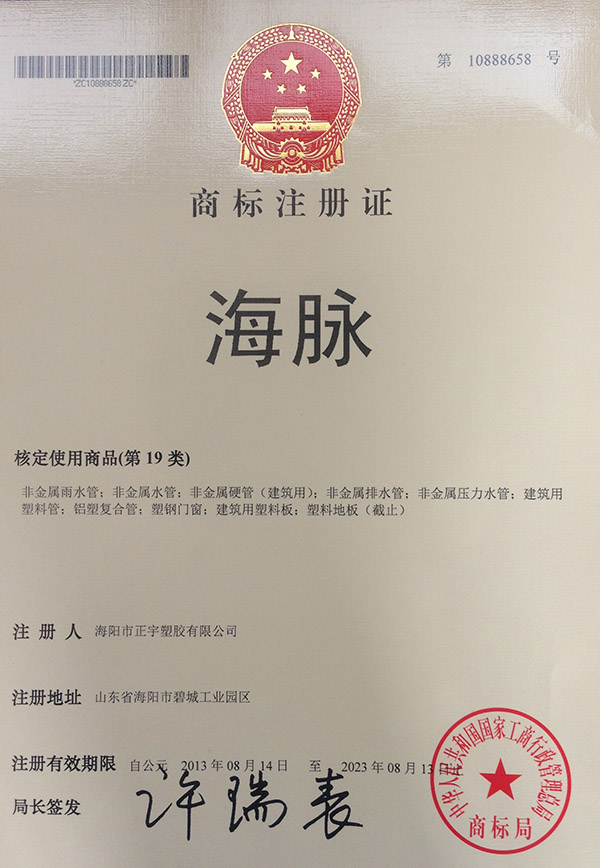 第 10888658 号
*ZC10888658ZC*
商标注册证
海脉
核定使用商品(第 19 类)
非金属雨水管；非金属水管；非金属硬管（建筑用）；非金属排水管；非金属压力水管；建筑用
塑料管；铝塑复合管；塑钢门窗；建筑用塑料板；塑料地板（截止）
注 册 人 海阳市正宇塑胶有限公司
注册地址 山东省海阳市碧城工业园区
注册有效期限 自公元 2013 年 08 月 14 日 至 2023 年 08 月 13 日
局长签发 许瑞表
中华人民共和国国家工商行政管理总局
商标局